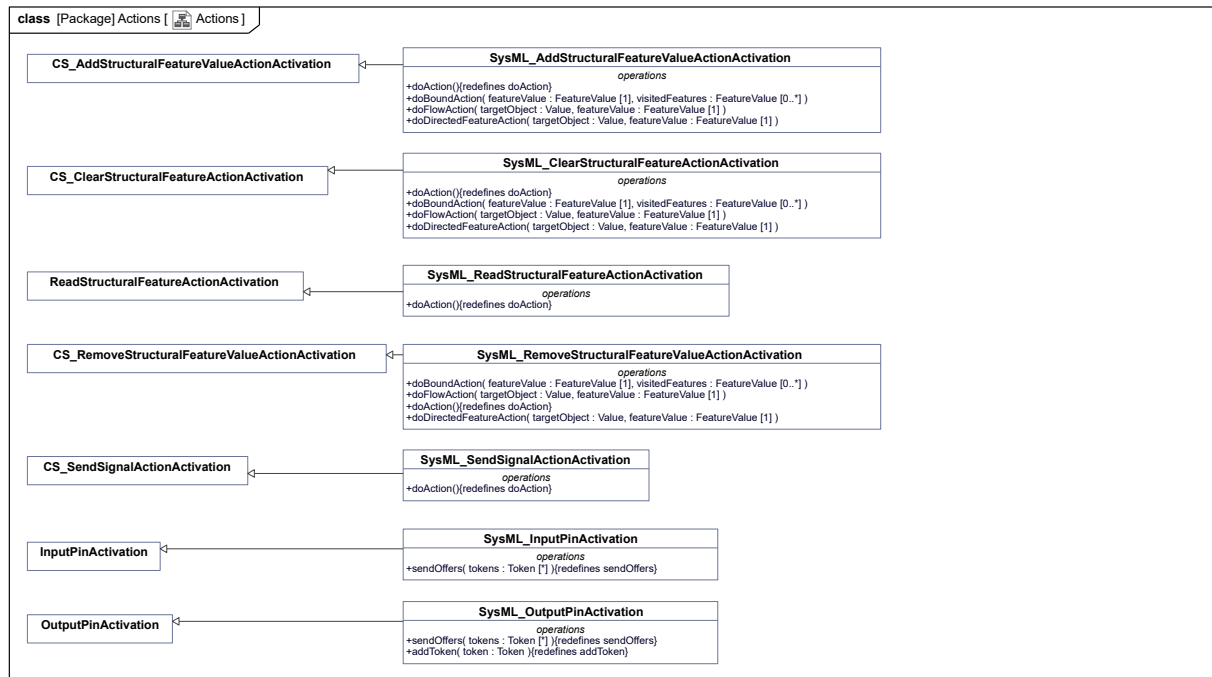 class [Package] Actions [ Actions ]
CS_AddStructuralFeatureValueActionActivation
SysML_AddStructuralFeatureValueActionActivation
operations
+doAction(){redefines doAction}
+doBoundAction( featureValue : FeatureValue [1], visitedFeatures : FeatureValue [0..*] )
+doFlowAction( targetObject : Value, featureValue : FeatureValue [1] )
+doDirectedFeatureAction( targetObject : Value, featureValue : FeatureValue [1] )
CS_ClearStructuralFeatureActionActivation
SysML_ClearStructuralFeatureActionActivation
operations
+doAction(){redefines doAction}
+doBoundAction( featureValue : FeatureValue [1], visitedFeatures : FeatureValue [0..*] )
+doFlowAction( targetObject : Value, featureValue : FeatureValue [1] )
+doDirectedFeatureAction( targetObject : Value, featureValue : FeatureValue [1] )
ReadStructuralFeatureActionActivation
SysML_ReadStructuralFeatureActionActivation
operations
+doAction(){redefines doAction}
CS_RemoveStructuralFeatureValueActionActivation
SysML_RemoveStructuralFeatureValueActionActivation
operations
+doBoundAction( featureValue : FeatureValue [1], visitedFeatures : FeatureValue [0..*] )
+doFlowAction( targetObject : Value, featureValue : FeatureValue [1] )
+doAction(){redefines doAction}
+doDirectedFeatureAction( targetObject : Value, featureValue : FeatureValue [1] )
CS_SendSignalActionActivation
SysML_SendSignalActionActivation
operations
+doAction(){redefines doAction}
InputPinActivation
SysML_InputPinActivation
operations
+sendOffers( tokens : Token [*] ){redefines sendOffers}
OutputPinActivation
SysML_OutputPinActivation
operations
+sendOffers( tokens : Token [*] ){redefines sendOffers}
+addToken( token : Token ){redefines addToken}